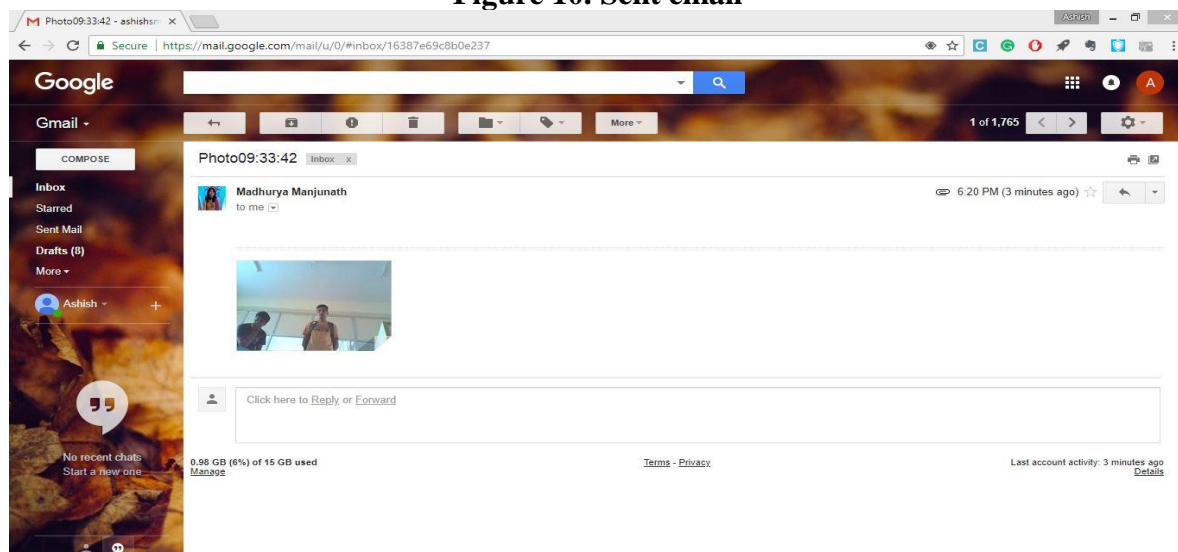 Figure 10. Sent email
Photo09:33:42 - ashishsm
Ashish
Secure https://mail.google.com/mail/u/0/#inbox/16387e69c8b0e237
Google
A
Gmail
More
1 of 1,765
COMPOSE
Photo09:33:42 Inbox x
Inbox
Starred
Sent Mail
Drafts (8)
More
Ashish
Madhurya Manjunath
to me
6:20 PM (3 minutes ago)
Click here to Reply or Forward
No recent chats
Start a new one
0.98 GB (6%) of 15 GB used
Manage
Terms - Privacy
Last account activity: 3 minutes ago
Details